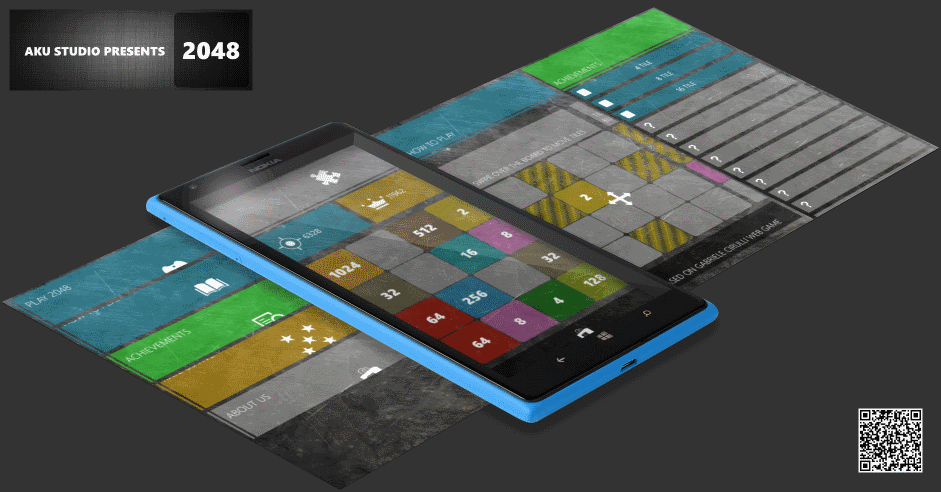 AKU STUDIO PRESENTS
2048
ACHIEVEMENTS
4 TILE
8 TILE
16 TILE
?
?
?
?
?
?
?
?
HOW TO PLAY
SWIPE OVER THE BOARD TO MOVE TILES
2
SED ON GABRIELE CIRULLI WEB GAME
NOKIA
11962
6328
2
512
8
1024
16
32
32
128
256
4
64
8
64
PLAY 2048
ACHIEVEMENTS
ABOUT US